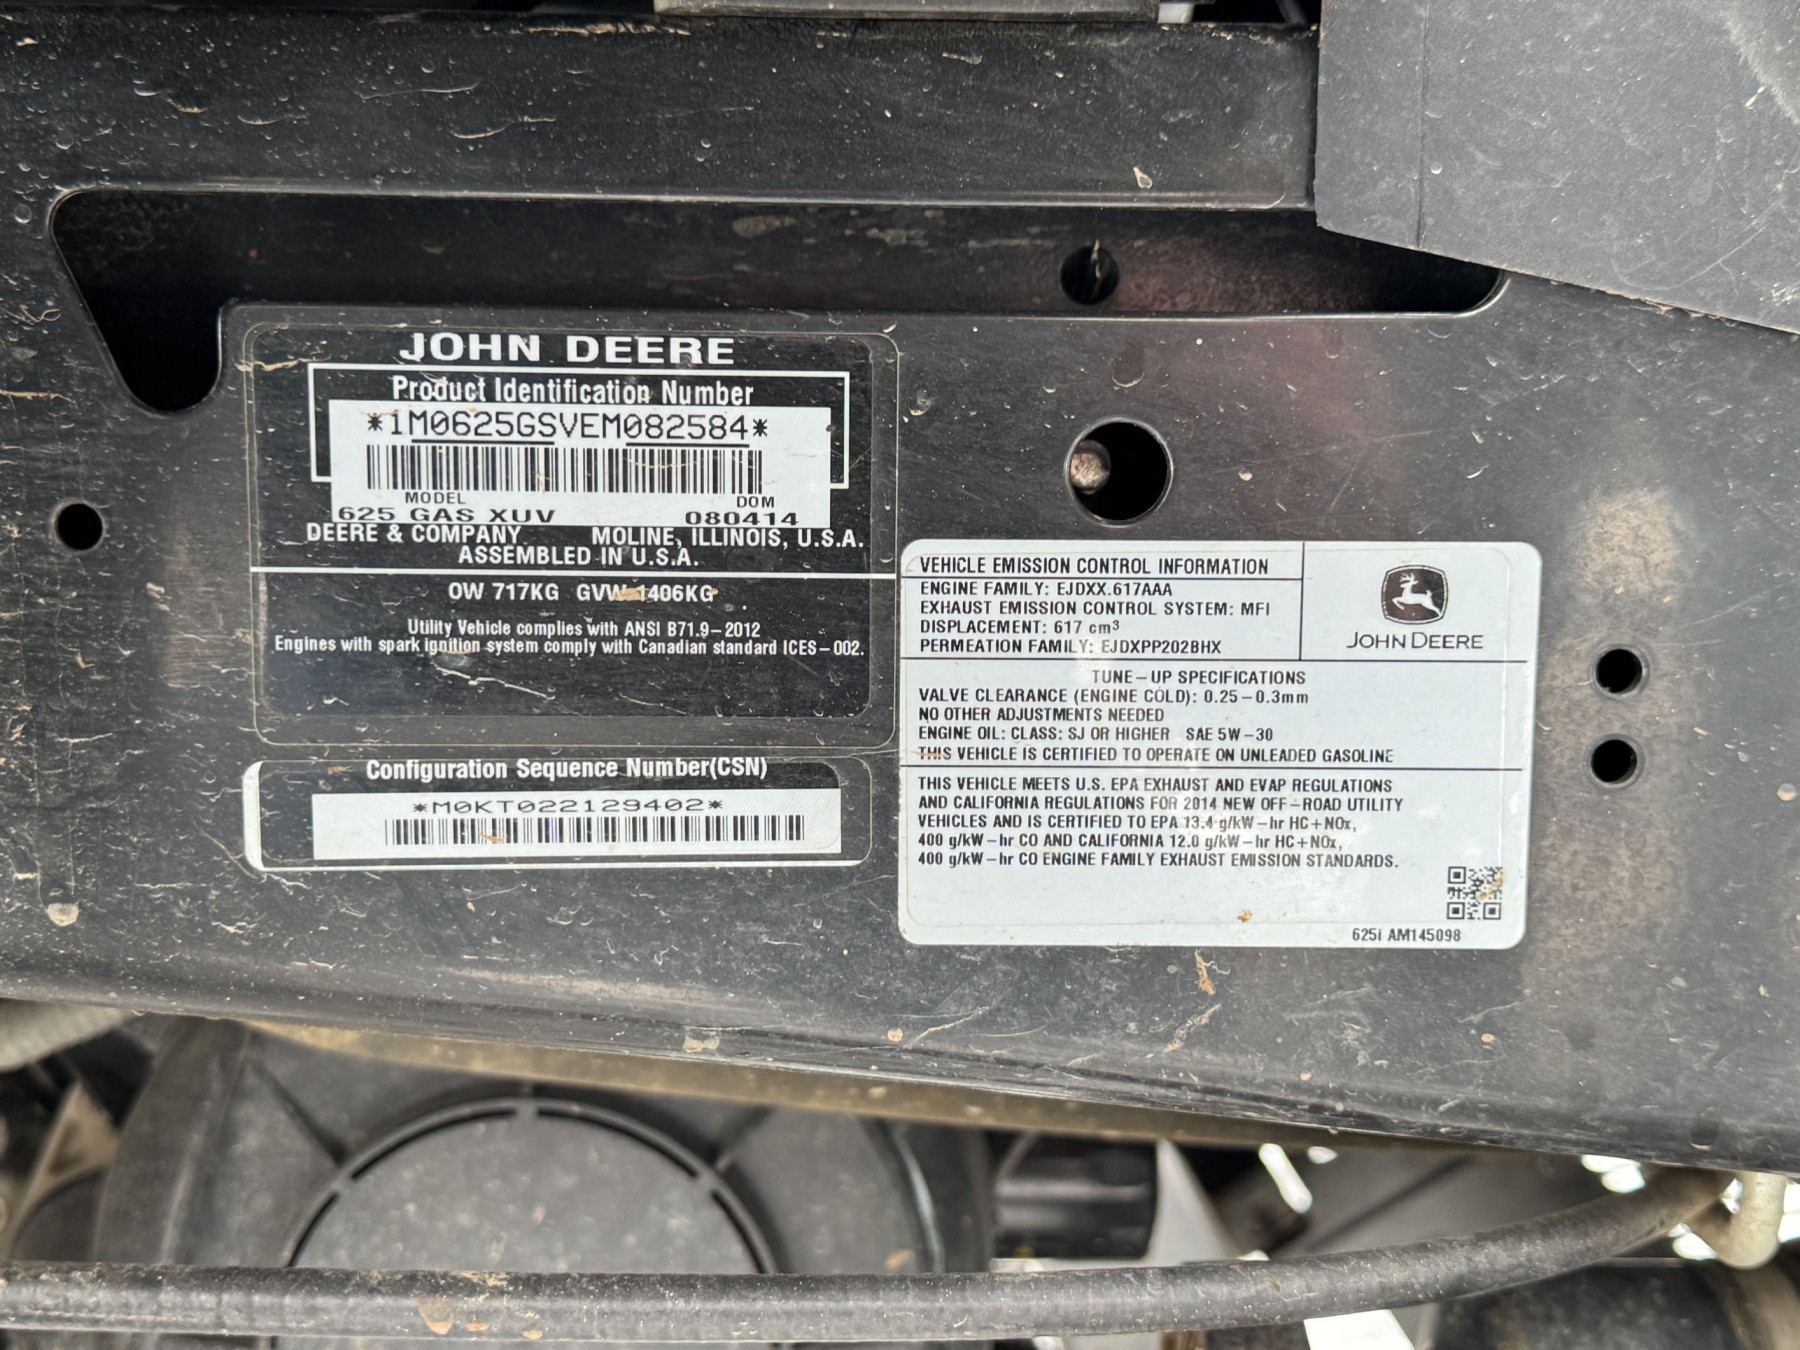 JOHN DEERE
Product Identification Number
*1M0625GSVEM082584*
MODEL DOM
625 GAS XUV 080414
DEERE & COMPANY MOLINE, ILLINOIS, U.S.A.
ASSEMBLED IN U.S.A.
OW 717KG GVW 1406KG
Utility Vehicle complies with ANSI B71.9-2012
Engines with spark ignition system comply with Canadian standard ICES-002.
Configuration Sequence Number(CSN)
*M0KT022129402*
VEHICLE EMISSION CONTROL INFORMATION
ENGINE FAMILY: EJDXX.617AAA
EXHAUST EMISSION CONTROL SYSTEM: MFI
DISPLACEMENT: 617 cm³
PERMEATION FAMILY: EJDXPP202BHX
JOHN DEERE
TUNE-UP SPECIFICATIONS
VALVE CLEARANCE (ENGINE COLD): 0.25-0.3mm
NO OTHER ADJUSTMENTS NEEDED
ENGINE OIL: CLASS: SJ OR HIGHER SAE 5W-30
THIS VEHICLE IS CERTIFIED TO OPERATE ON UNLEADED GASOLINE
THIS VEHICLE MEETS U.S. EPA EXHAUST AND EVAP REGULATIONS
AND CALIFORNIA REGULATIONS FOR 2014 NEW OFF-ROAD UTILITY
VEHICLES AND IS CERTIFIED TO EPA 13.4 g/kW-hr HC+NOx,
400 g/kW-hr CO AND CALIFORNIA 12.0 g/kW-hr HC+NOx,
400 g/kW-hr CO ENGINE FAMILY EXHAUST EMISSION STANDARDS.
625i AM145098